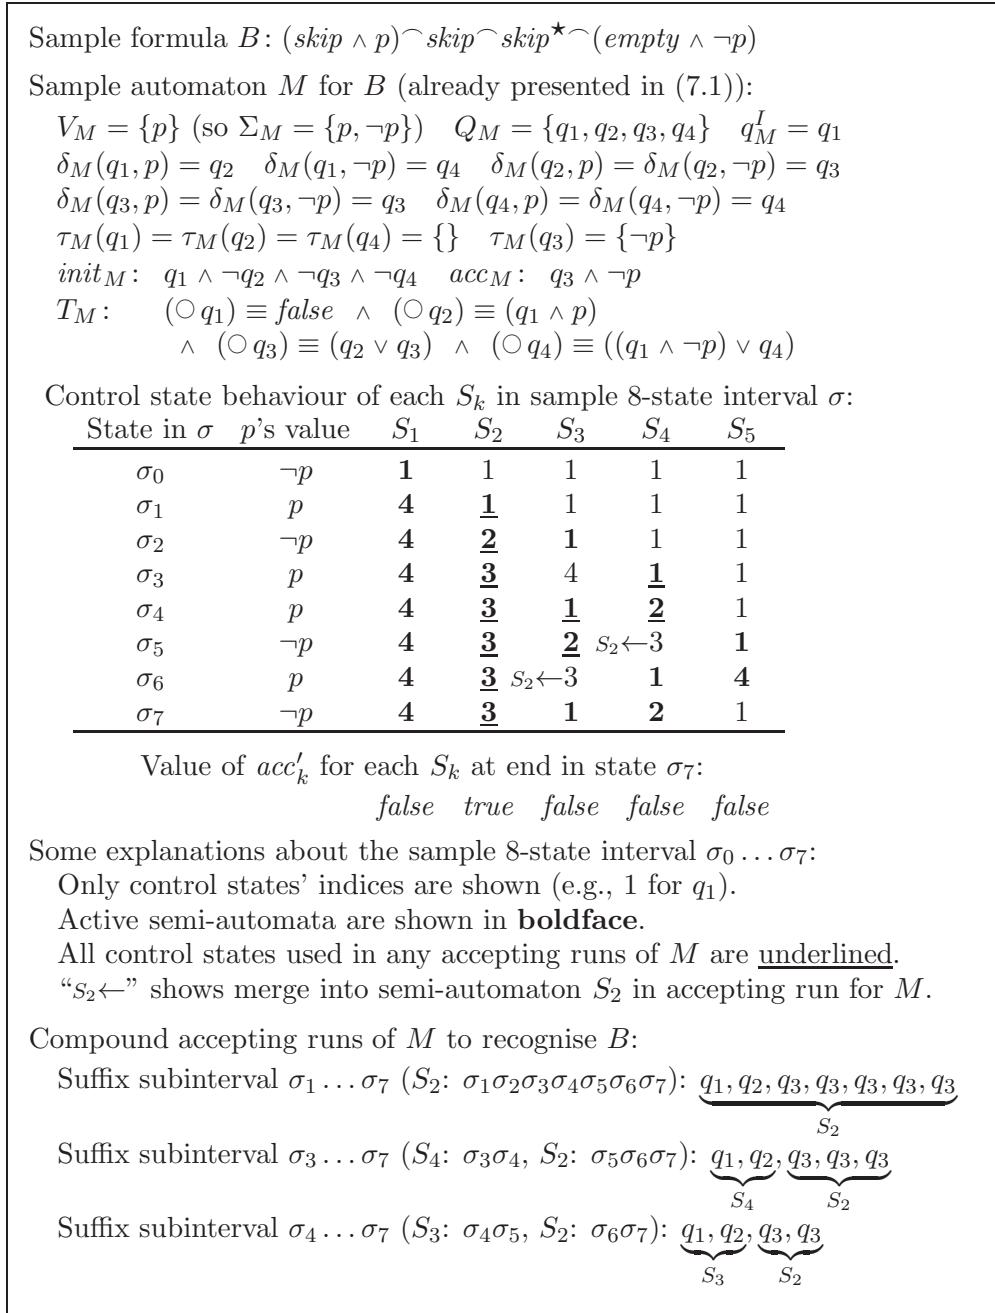 Sample formula B: (skip ∧ p)⌢skip⌢skip★⌢(empty ∧ ¬p)
Sample automaton M for B (already presented in (7.1)):
V_M = {p} (so Σ_M = {p, ¬p})   Q_M = {q₁, q₂, q₃, q₄}   q^I_M = q₁
δ_M(q₁, p) = q₂   δ_M(q₁, ¬p) = q₄   δ_M(q₂, p) = δ_M(q₂, ¬p) = q₃
δ_M(q₃, p) = δ_M(q₃, ¬p) = q₃   δ_M(q₄, p) = δ_M(q₄, ¬p) = q₄
τ_M(q₁) = τ_M(q₂) = τ_M(q₄) = {}   τ_M(q₃) = {¬p}
init_M:   q₁ ∧ ¬q₂ ∧ ¬q₃ ∧ ¬q₄   acc_M:   q₃ ∧ ¬p
T_M:   (○ q₁) ≡ false ∧ (○ q₂) ≡ (q₁ ∧ p)
∧ (○ q₃) ≡ (q₂ ∨ q₃) ∧ (○ q₄) ≡ ((q₁ ∧ ¬p) ∨ q₄)
Control state behaviour of each S_k in sample 8-state interval σ:
State in σ   p's value   S₁   S₂   S₃   S₄   S₅
σ₀   ¬p   1   1   1   1   1
σ₁   p   4   1   1   1   1
σ₂   ¬p   4   2   1   1   1
σ₃   p   4   3   4   1   1
σ₄   p   4   3   1   2   1
σ₅   ¬p   4   3   2   S₂←3   1
σ₆   p   4   3   S₂←3   1   4
σ₇   ¬p   4   3   1   2   1
Value of acc′_k for each S_k at end in state σ₇:
false   true   false   false   false
Some explanations about the sample 8-state interval σ₀ … σ₇:
Only control states' indices are shown (e.g., 1 for q₁).
Active semi-automata are shown in boldface.
All control states used in any accepting runs of M are underlined.
“S₂←” shows merge into semi-automaton S₂ in accepting run for M.
Compound accepting runs of M to recognise B:
Suffix subinterval σ₁ … σ₇ (S₂: σ₁σ₂σ₃σ₄σ₅σ₆σ₇): q₁, q₂, q₃, q₃, q₃, q₃, q₃
S₂
Suffix subinterval σ₃ … σ₇ (S₄: σ₃σ₄, S₂: σ₅σ₆σ₇): q₁, q₂, q₃, q₃, q₃
S₄   S₂
Suffix subinterval σ₄ … σ₇ (S₃: σ₄σ₅, S₂: σ₆σ₇): q₁, q₂, q₃, q₃
S₃   S₂